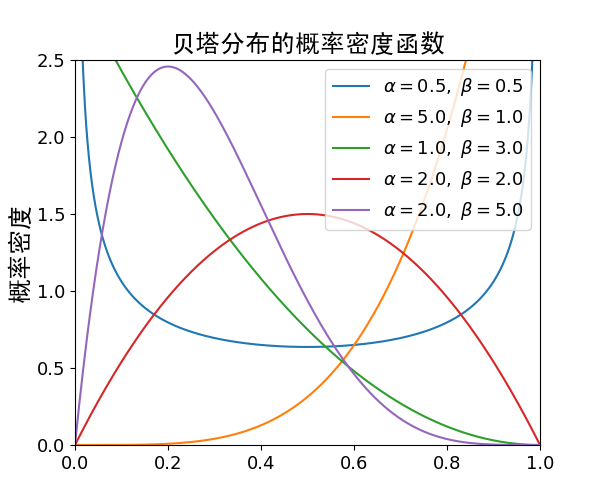 贝塔分布的概率密度函数
概率密度
2.5
2.0
1.5
1.0
0.5
0.0
0.0 0.2 0.4 0.6 0.8 1.0
α = 0.5, β = 0.5
α = 5.0, β = 1.0
α = 1.0, β = 3.0
α = 2.0, β = 2.0
α = 2.0, β = 5.0